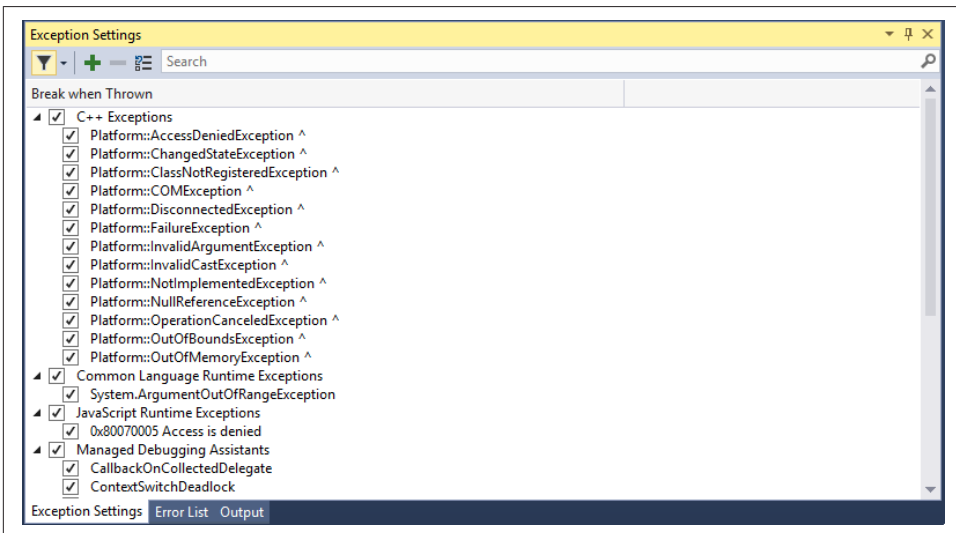 Exception Settings
Search
Break when Thrown
C++ Exceptions
Platform::AccessDeniedException ^
Platform::ChangedStateException ^
Platform::ClassNotRegisteredException ^
Platform::COMException ^
Platform::DisconnectedException ^
Platform::FailureException ^
Platform::InvalidArgumentException ^
Platform::InvalidCastException ^
Platform::NotImplementedException ^
Platform::NullReferenceException ^
Platform::OperationCanceledException ^
Platform::OutOfBoundsException ^
Platform::OutOfMemoryException ^
Common Language Runtime Exceptions
System.ArgumentOutOfRangeException
JavaScript Runtime Exceptions
0x80070005 Access is denied
Managed Debugging Assistants
CallbackOnCollectedDelegate
ContextSwitchDeadlock
Exception Settings Error List Output